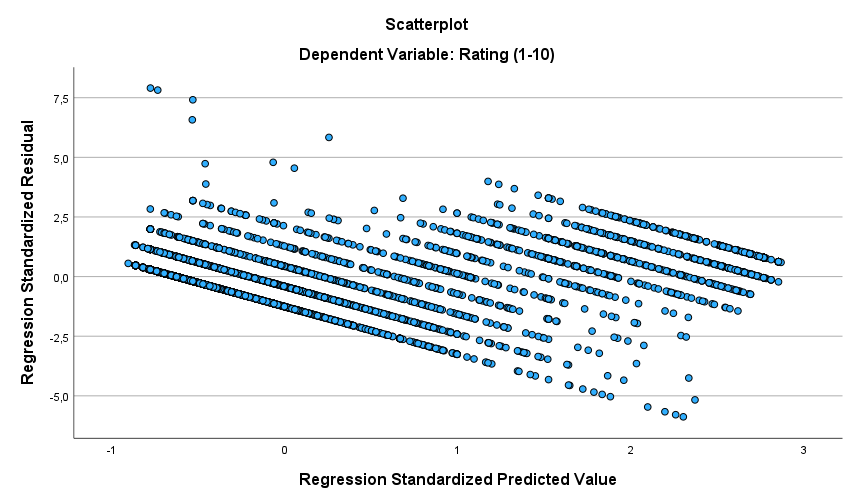 Scatterplot
Dependent Variable: Rating (1-10)
Regression Standardized Residual
7,5
5,0
2,5
0,0
-2,5
-5,0
-1
0
1
2
3
Regression Standardized Predicted Value